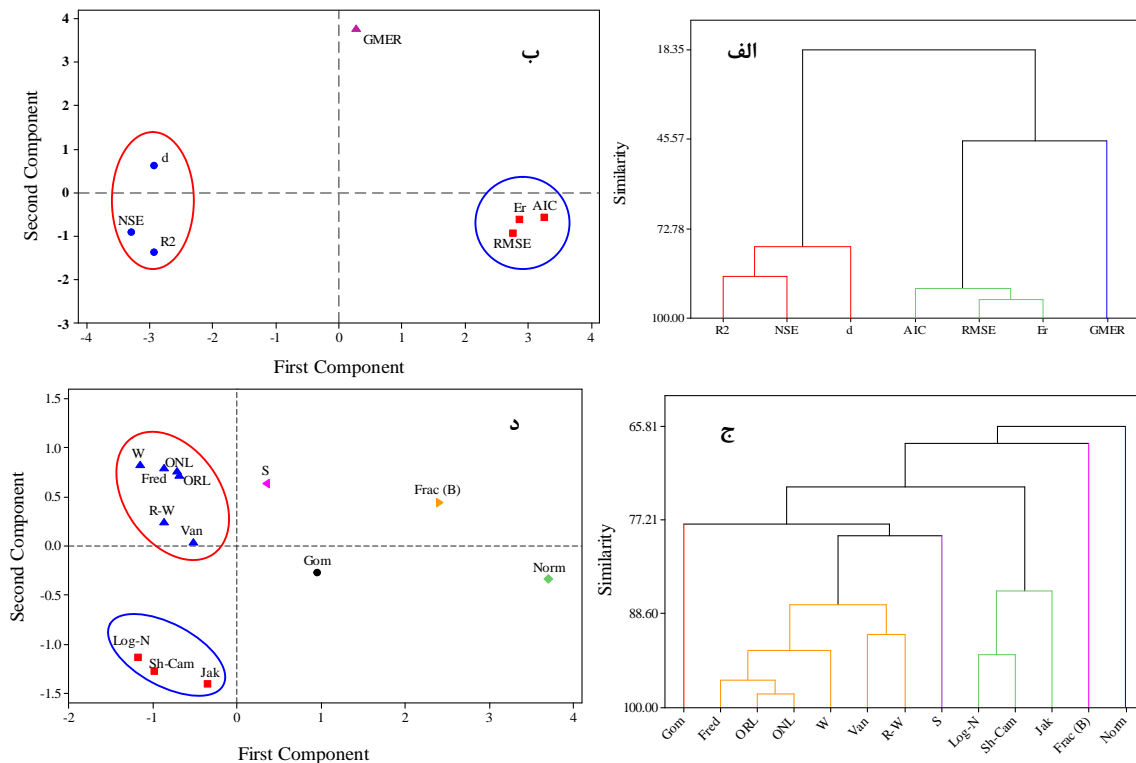 الف
Similarity
18.35
45.57
72.78
100.00
R2 NSE d AIC RMSE Er GMER
ب
Second Component
4
3
2
1
0
-1
-2
-3
GMER
d
NSE
R2
Er AIC
RMSE
-4 -3 -2 -1 0 1 2 3 4
First Component
ج
Similarity
65.81
77.21
88.60
100.00
Gom Fred ORL ONL W Van R-W S Log-N Sh-Cam Jak Frac (B) Norm
د
Second Component
1.5
1.0
0.5
0.0
-0.5
-1.0
-1.5
W
ONL
Fred
ORL
S
R-W
Van
Frac (B)
Gom
Norm
Log-N
Sh-Cam
Jak
-2 -1 0 1 2 3 4
First Component